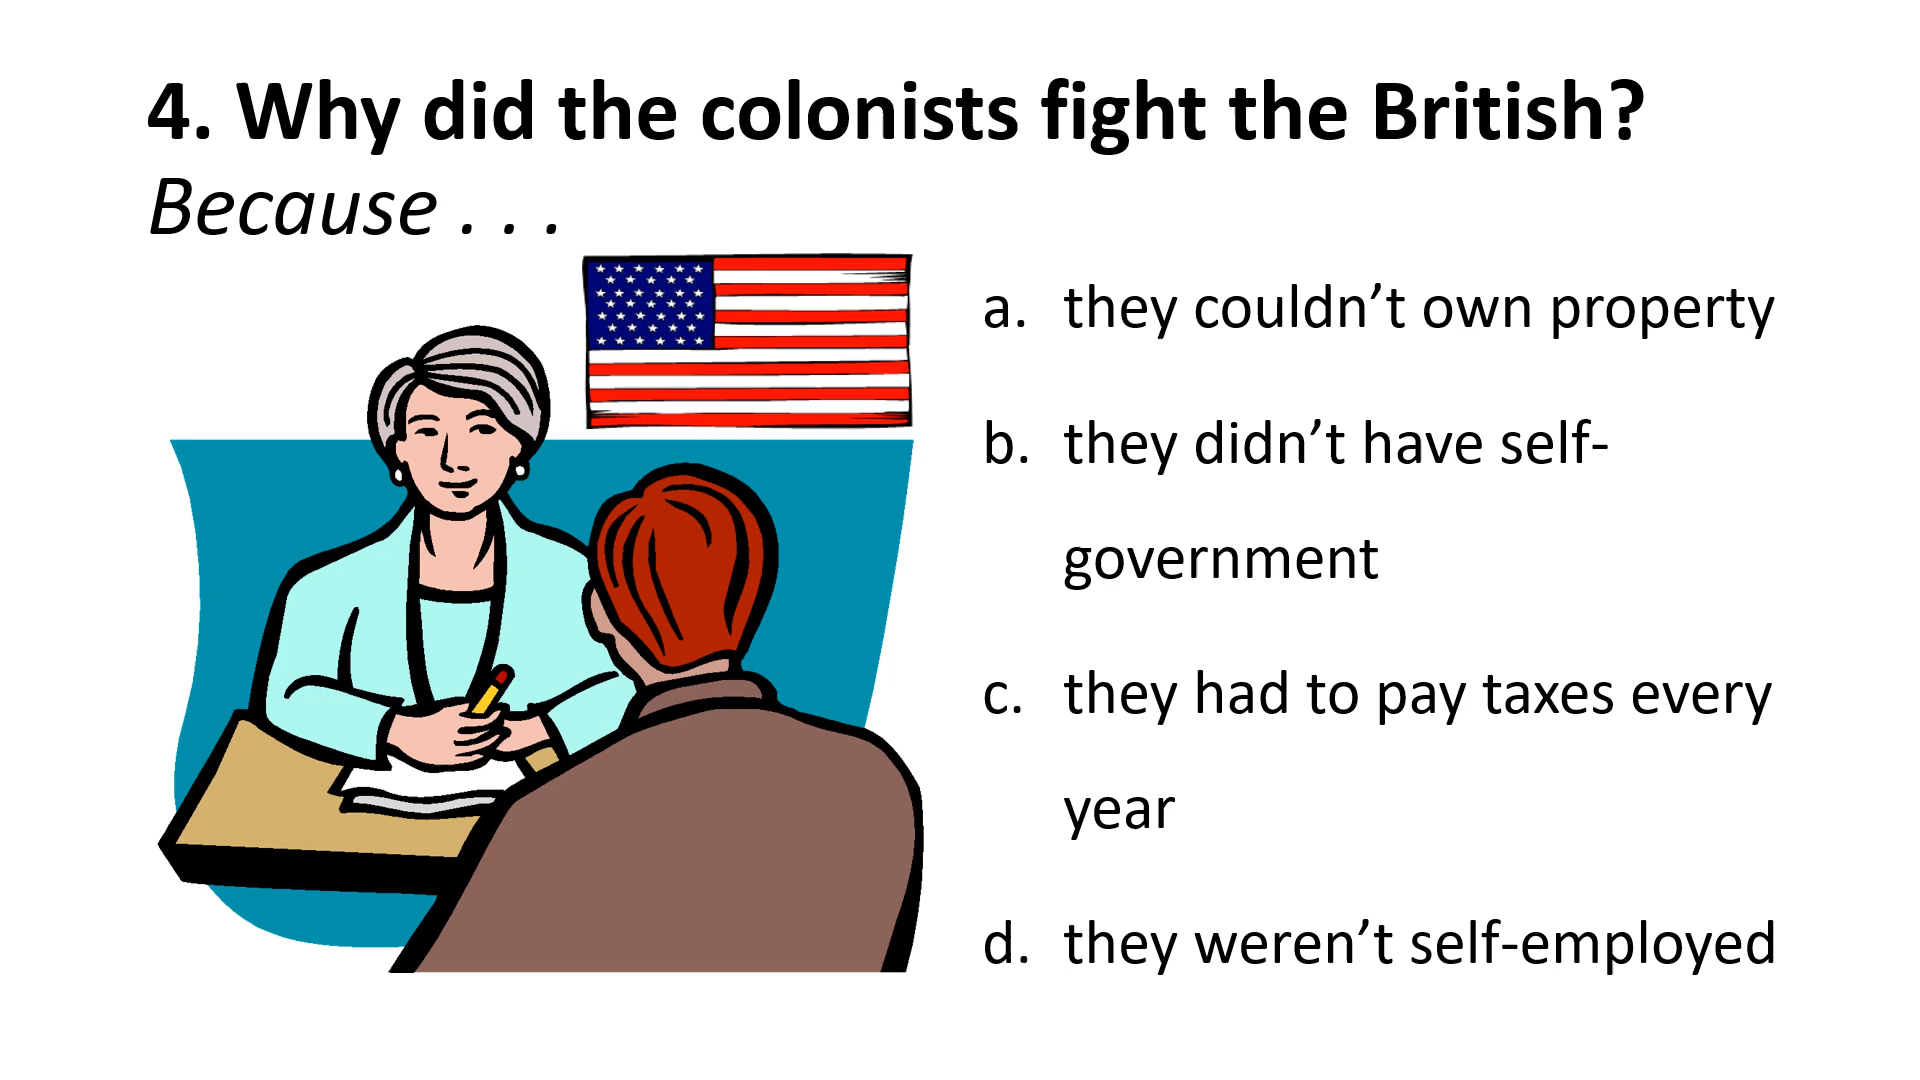 4. Why did the colonists fight the British?
Because . . .
a. they couldn’t own property
b. they didn’t have self-
government
c. they had to pay taxes every
year
d. they weren’t self-employed